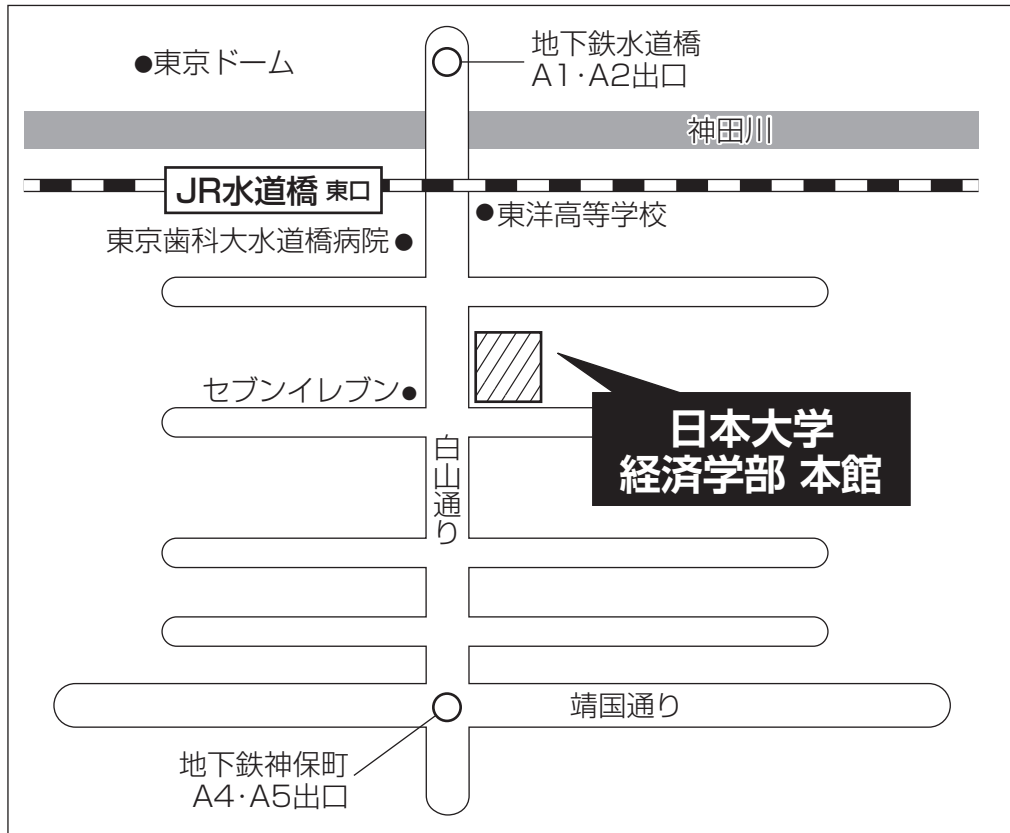 ●東京ドーム
地下鉄水道橋
A1・A2出口
神田川
JR水道橋 東口
●東洋高等学校
東京歯科大水道橋病院●
セブンイレブン●
日本大学
経済学部 本館
白山通り
靖国通り
地下鉄神保町
A4・A5出口